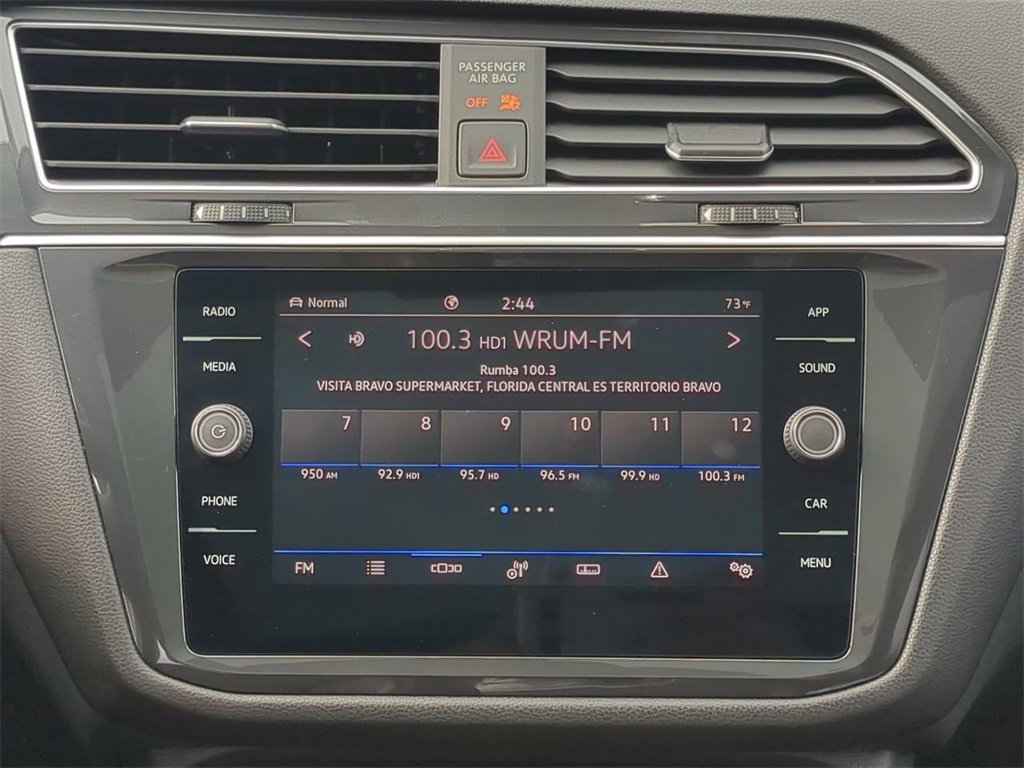 PASSENGER
AIR BAG
OFF
RADIO
MEDIA
PHONE
VOICE
Normal
2:44
73°F
< HD 100.3 HD1 WRUM-FM >
Rumba 100.3
VISITA BRAVO SUPERMARKET, FLORIDA CENTRAL ES TERRITORIO BRAVO
7 8 9 10 11 12
950 AM 92.9 HD1 95.7 HD 96.5 FM 99.9 HD 100.3 FM
FM
APP
SOUND
CAR
MENU